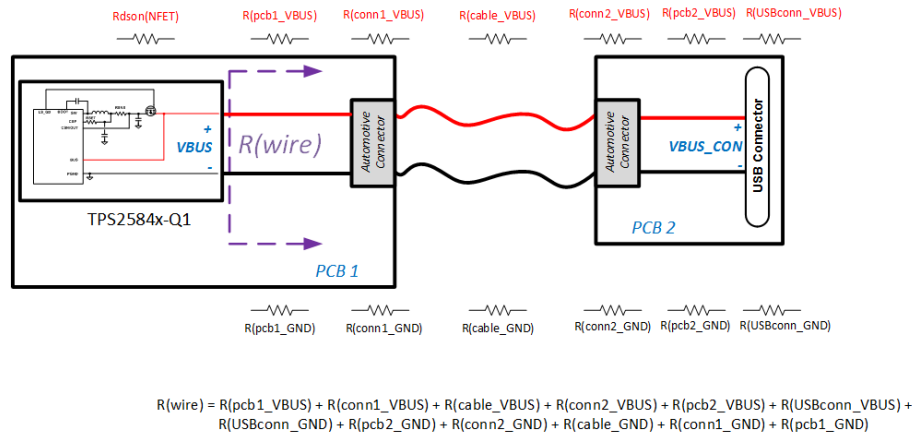 Rdson(NFET) R(pcb1_VBUS) R(conn1_VBUS) R(cable_VBUS) R(conn2_VBUS) R(pcb2_VBUS) R(USBconn_VBUS)
+
VBUS
-
R(wire)
Automotive
Connector
Automotive
Connector
+
VBUS_CON
-
USB Connector
TPS2584x-Q1
PCB 1
PCB 2
R(pcb1_GND) R(conn1_GND) R(cable_GND) R(conn2_GND) R(pcb2_GND) R(USBconn_GND)
R(wire) = R(pcb1_VBUS) + R(conn1_VBUS) + R(cable_VBUS) + R(conn2_VBUS) + R(pcb2_VBUS) + R(USBconn_VBUS) +
R(USBconn_GND) + R(pcb2_GND) + R(conn2_GND) + R(cable_GND) + R(conn1_GND) + R(pcb1_GND)